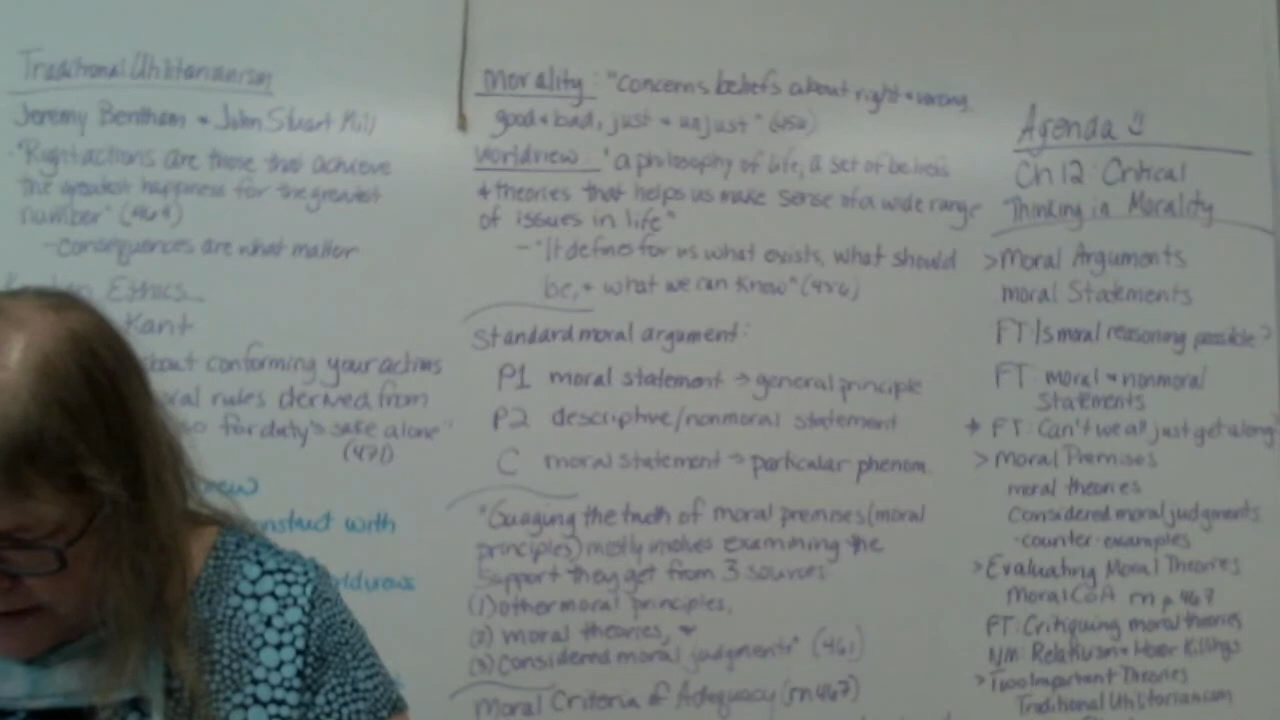 Traditional Utilitarianism
Jeremy Bentham + John Stuart Mill
"Right actions are those that achieve
the greatest happiness for the greatest
number" (469)
- consequences are what matter
Ethics
Kant
about conforming your actions
rules derived from
so for duty's sake alone"
(471)
nstruct with
Morality: "concerns beliefs about right + wrong,
good + bad, just + unjust" (456)
Worldview: "a philosophy of life, a set of beliefs
+ theories that helps us make sense of a wide range
of issues in life"
- "It defines for us what exists, what should
be, + what we can know" (456)
Standard moral argument:
P1 moral statement → general principle
P2 descriptive/nonmoral statement
C moral statement → particular phenom.
"Guaging the truth of moral premises (moral
principles) mostly involves examining the
support they get from 3 sources
(1) other moral principles,
(2) moral theories, +
(3) considered moral judgments" (461)
Moral Criteria of Adequacy (m 467)
Agenda
Ch 12: Critical
Thinking in Morality
> Moral Arguments
moral Statements
FT: Is moral reasoning possible?
FT: moral + nonmoral
Statements
FT: Can't we all just get along?
> Moral Premises
moral theories
Considered moral judgments
- counter-examples
> Evaluating Moral Theories
Moral CoA m p 467
FT: Critiquing moral theories
NM: Relativism + Honor Killings
> Two Important Theories
Traditional Utilitarianism